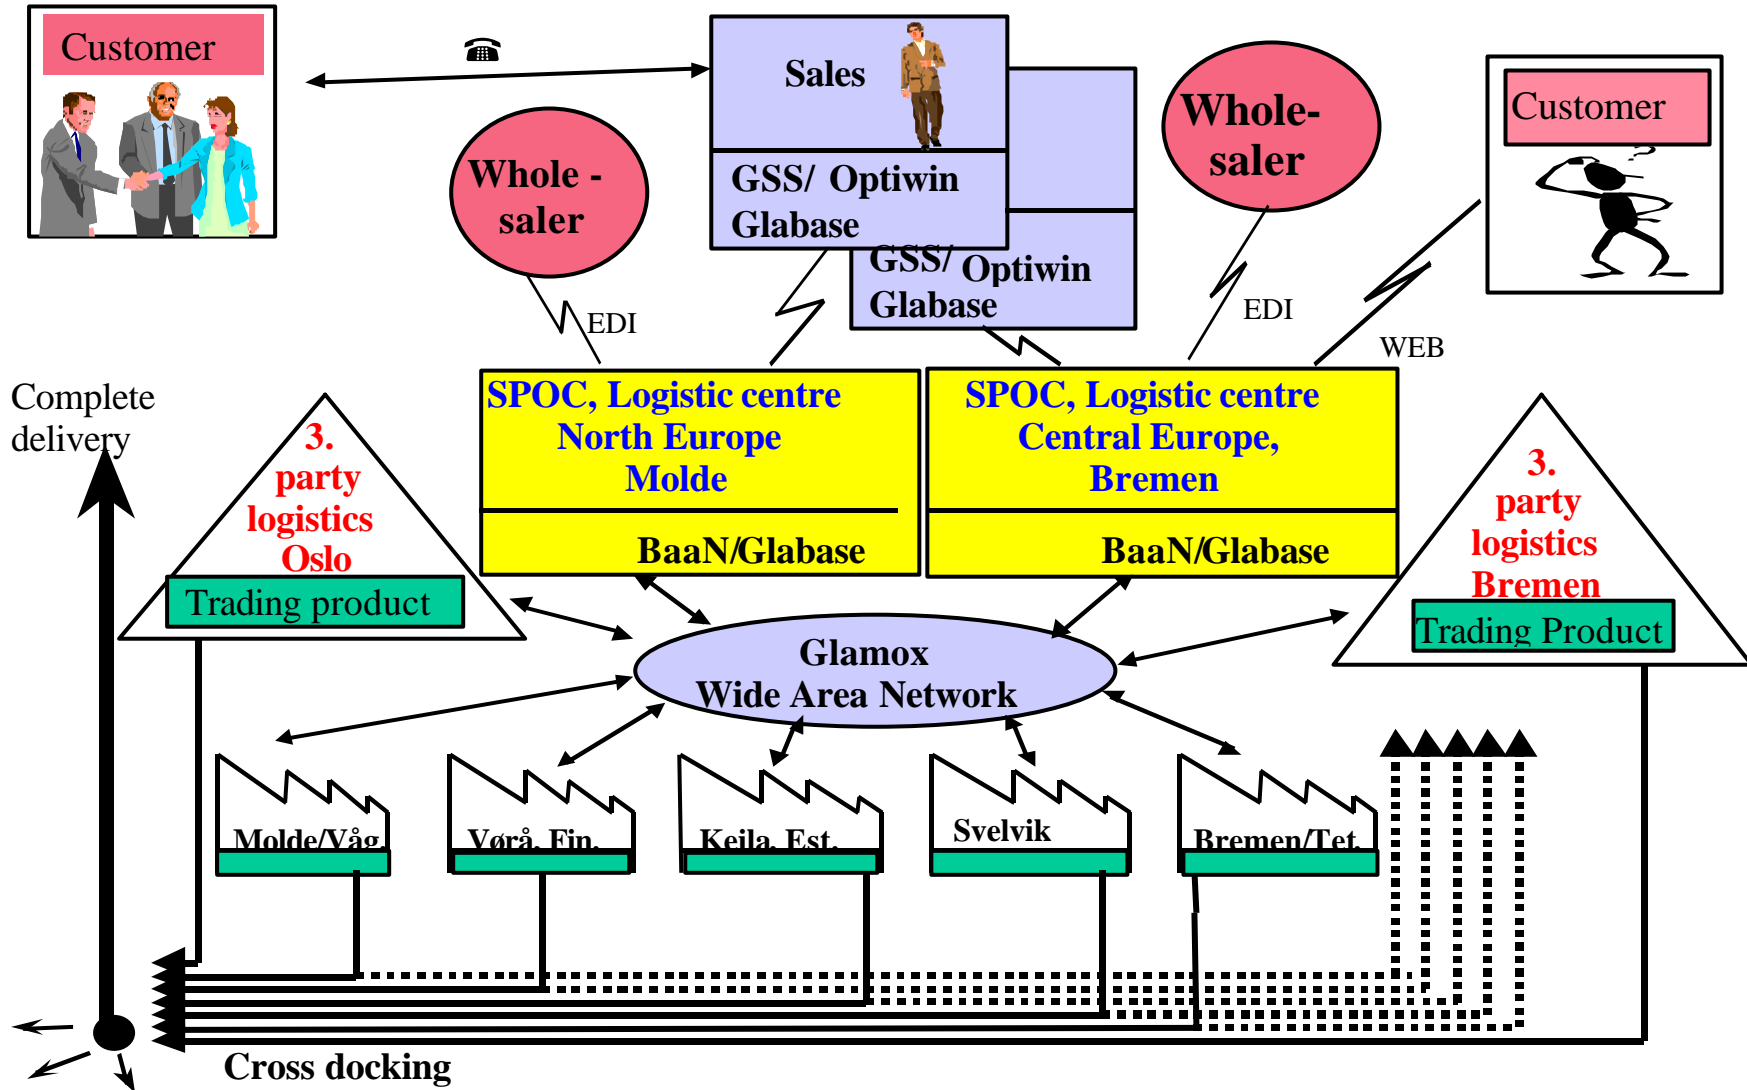 Customer
Sales
GSS/ Optiwin
Glabase
Whole -
saler
Whole-
saler
Customer
?
GSS/ Optiwin
Glabase
EDI
EDI
WEB
Complete
delivery
3.
party
logistics
Oslo
Trading product
SPOC, Logistic centre
North Europe
Molde
BaaN/Glabase
SPOC, Logistic centre
Central Europe,
Bremen
BaaN/Glabase
3.
party
logistics
Bremen
Trading Product
Glamox
Wide Area Network
Molde/Våg.
Vørå, Fin.
Keila, Est.
Svelvik
Bremen/Tet.
Cross docking